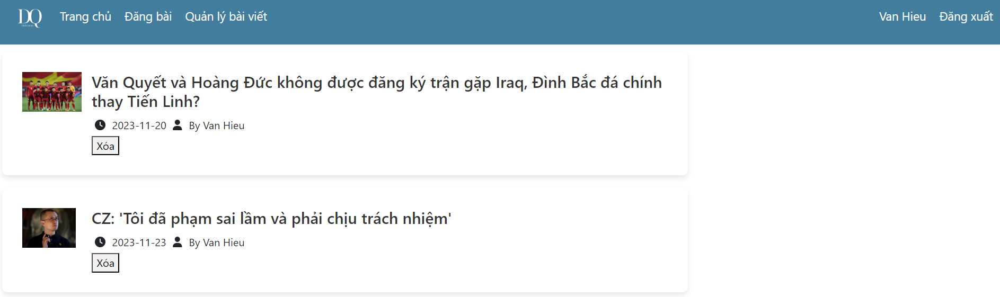 DQ
Trang chủ Đăng bài Quản lý bài viết Van Hieu Đăng xuất
Văn Quyết và Hoàng Đức không được đăng ký trận gặp Iraq, Đình Bắc đá chính
thay Tiến Linh?
2023-11-20 By Van Hieu
Xóa
CZ: 'Tôi đã phạm sai lầm và phải chịu trách nhiệm'
2023-11-23 By Van Hieu
Xóa